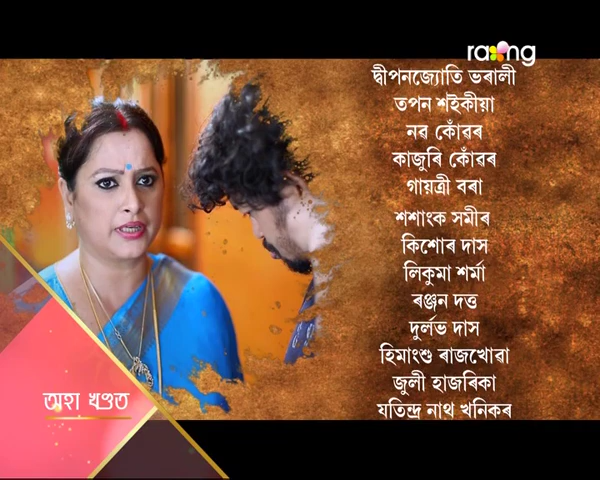 rang
দ্বীপনজ্যোতি ভৰালী
তপন শইকীয়া
নৱ কোঁৱৰ
কাজুৰি কোঁৱৰ
গায়ত্ৰী বৰা
শশাংক সমীৰ
কিশোৰ দাস
লিকুমা শৰ্মা
ৰঞ্জন দত্ত
দুৰ্লভ দাস
হিমাংশু ৰাজখোৱা
জুলী হাজৰিকা
যতিন্দ্ৰ নাথ খনিকৰ
অহা খণ্ডত